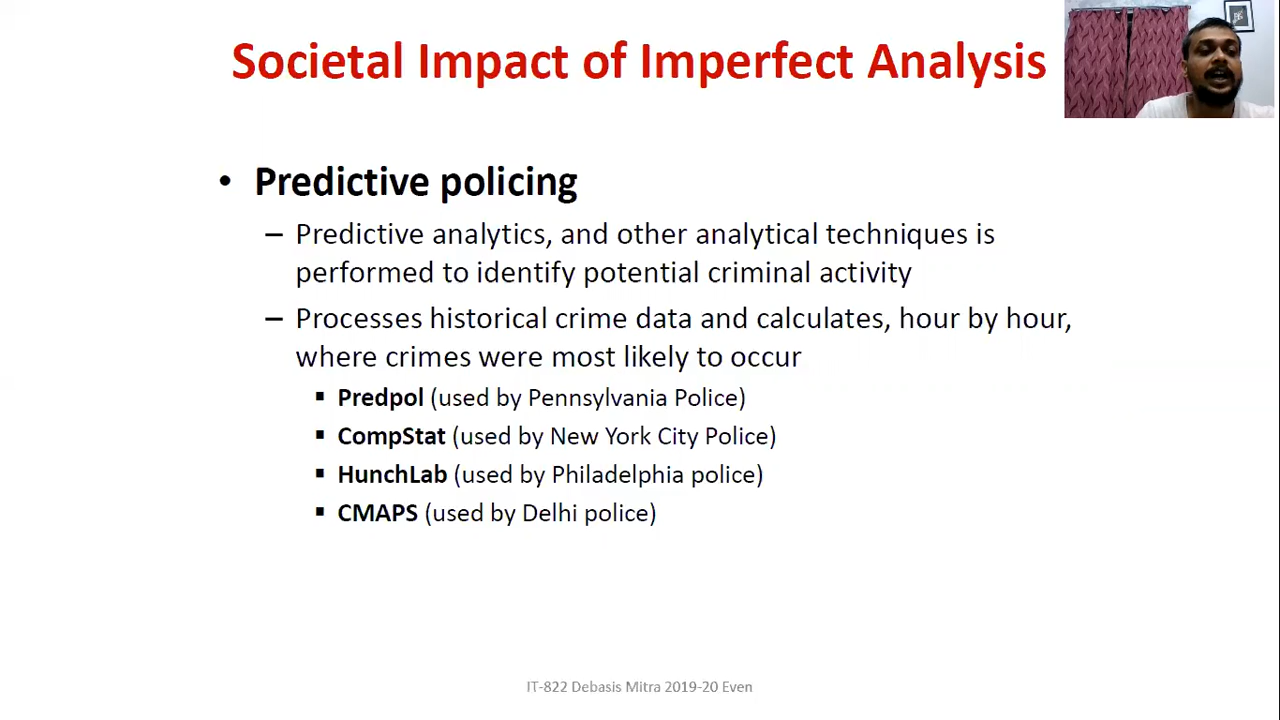 Societal Impact of Imperfect Analysis
• Predictive policing
– Predictive analytics, and other analytical techniques is
performed to identify potential criminal activity
– Processes historical crime data and calculates, hour by hour,
where crimes were most likely to occur
▪ Predpol (used by Pennsylvania Police)
▪ CompStat (used by New York City Police)
▪ HunchLab (used by Philadelphia police)
▪ CMAPS (used by Delhi police)
IT-822 Debasis Mitra 2019-20 Even